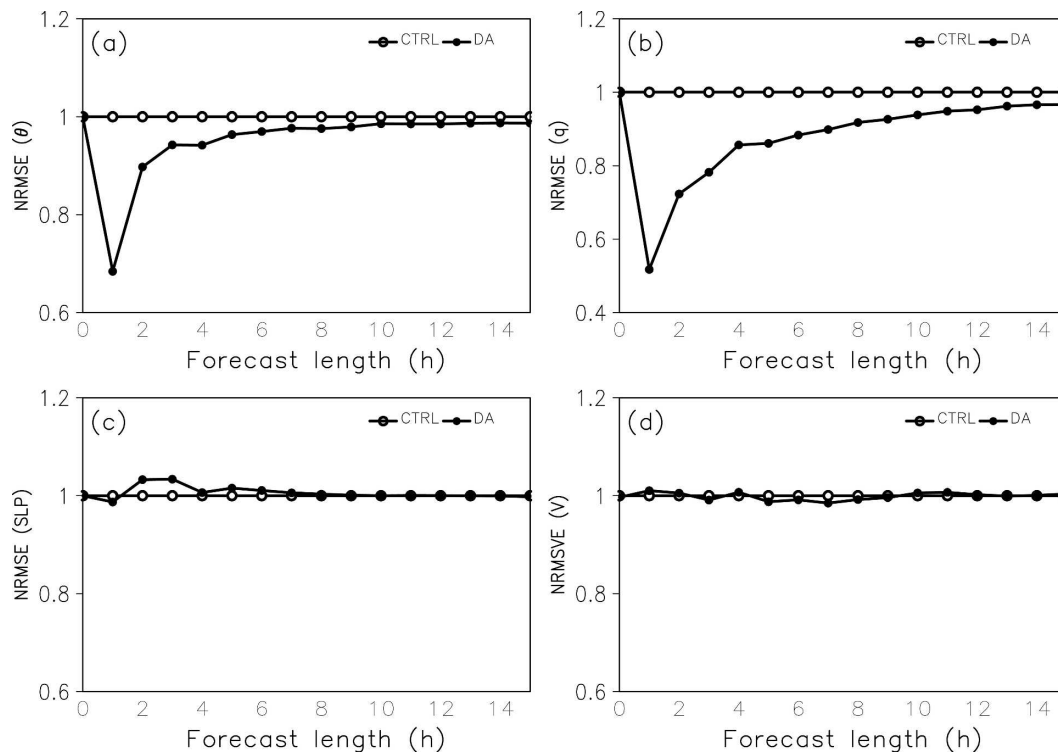 (a)
CTRL DA
1.2
1
0.8
0.6
NRMSE (θ)
0 2 4 6 8 10 12 14
Forecast length (h)
(b)
CTRL DA
1.2
1
0.8
0.6
0.4
NRMSE (q)
0 2 4 6 8 10 12 14
Forecast length (h)
(c)
CTRL DA
1.2
1
0.8
0.6
NRMSE (SLP)
0 2 4 6 8 10 12 14
Forecast length (h)
(d)
CTRL DA
1.2
1
0.8
0.6
NRMSVE (V)
0 2 4 6 8 10 12 14
Forecast length (h)